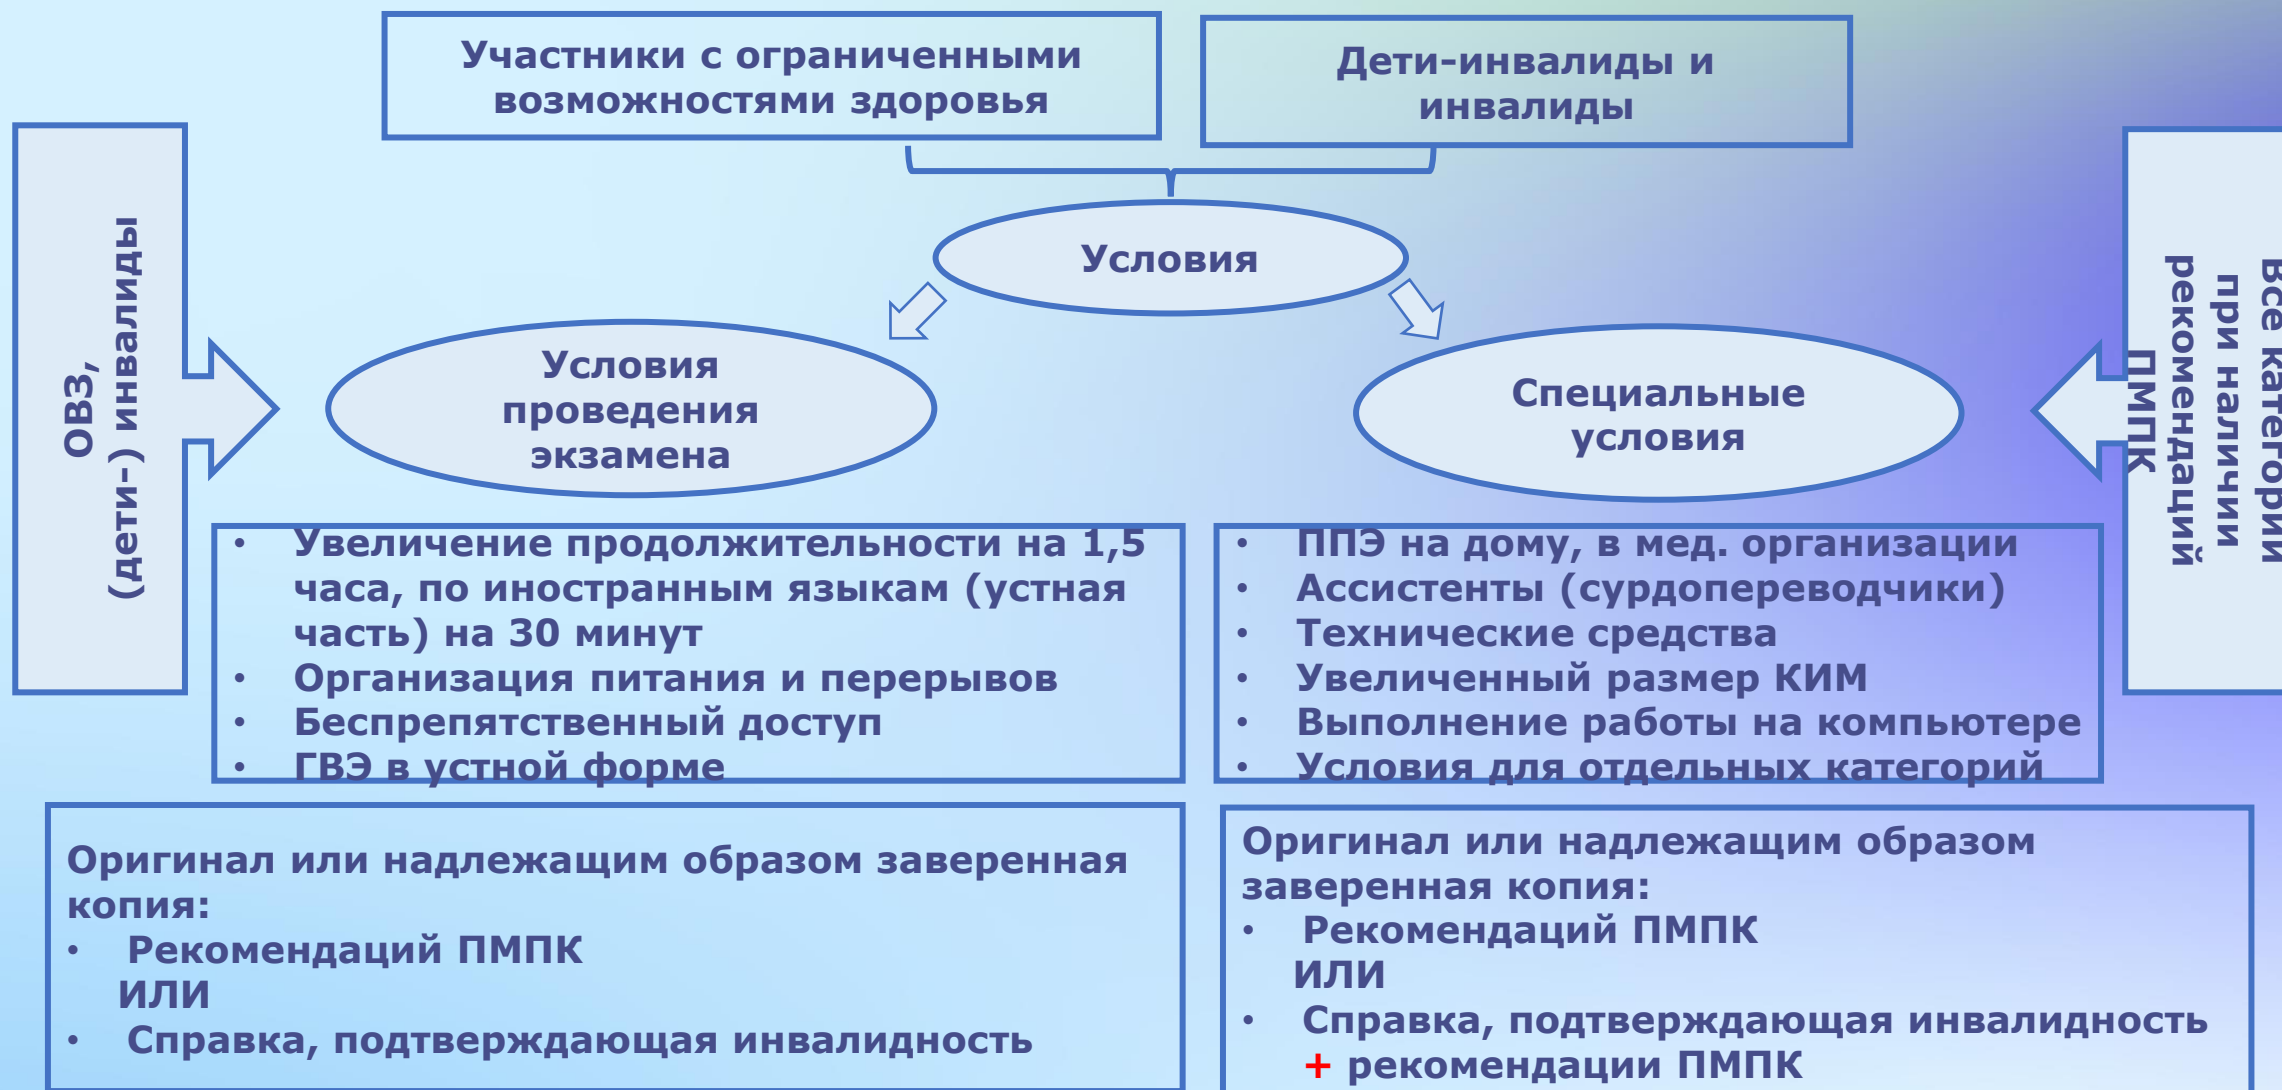 Участники с ограниченными
возможностями здоровья
Дети-инвалиды и
инвалиды
Условия
ОВЗ,
(дети-) инвалиды
Условия
проведения
экзамена
Специальные
условия
Все категории
при наличии
рекомендаций
ПМПК
• Увеличение продолжительности на 1,5
часа, по иностранным языкам (устная
часть) на 30 минут
• Организация питания и перерывов
• Беспрепятственный доступ
• ГВЭ в устной форме
• ППЭ на дому, в мед. организации
• Ассистенты (сурдопереводчики)
• Технические средства
• Увеличенный размер КИМ
• Выполнение работы на компьютере
• Условия для отдельных категорий
Оригинал или надлежащим образом заверенная
копия:
• Рекомендаций ПМПК
ИЛИ
• Справка, подтверждающая инвалидность
Оригинал или надлежащим образом
заверенная копия:
• Рекомендаций ПМПК
ИЛИ
• Справка, подтверждающая инвалидность
+ рекомендации ПМПК